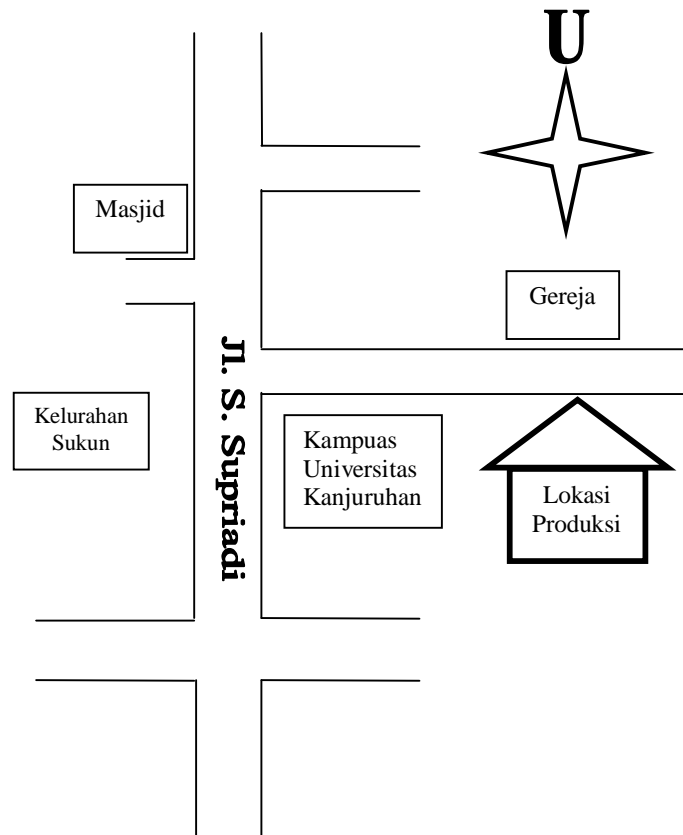 U
Masjid
Gereja
Jl. S. Supriadi
Kelurahan
Sukun
Kampuas
Universitas
Kanjuruhan
Lokasi
Produksi